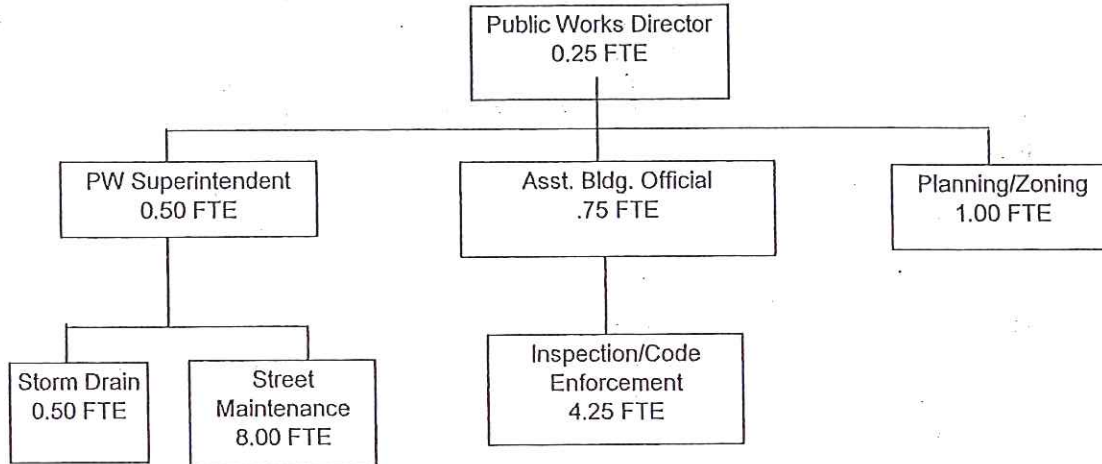 Public Works Director
0.25 FTE
PW Superintendent
0.50 FTE
Asst. Bldg. Official
.75 FTE
Planning/Zoning
1.00 FTE
Storm Drain
0.50 FTE
Street
Maintenance
8.00 FTE
Inspection/Code
Enforcement
4.25 FTE